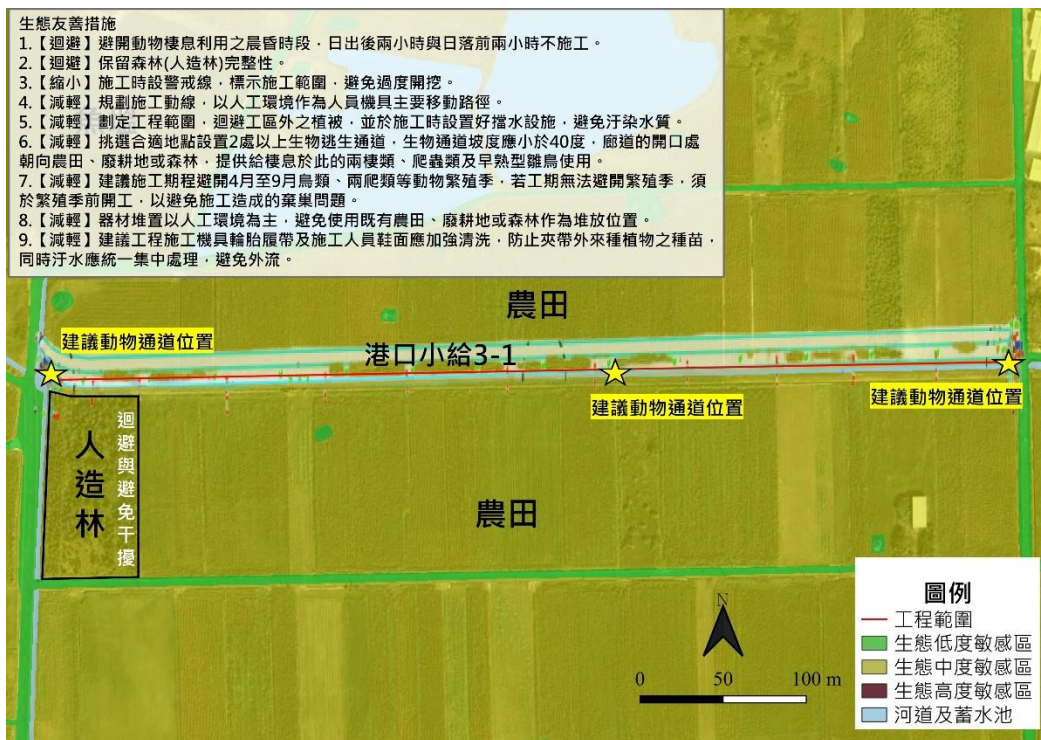 生態友善措施
1.【迴避】避開動物棲息利用之晨昏時段，日出後兩小時與日落前兩小時不施工。
2.【迴避】保留森林(人造林)完整性。
3.【縮小】施工時設警戒線，標示施工範圍，避免過度開挖。
4.【減輕】規劃施工動線，以人工環境作為人員機具主要移動路徑。
5.【減輕】劃定工程範圍，迴避工區外之植被，並於施工時設置好擋水設施，避免汙染水質。
6.【減輕】挑選合適地點設置2處以上生物逃生通道，生物通道坡度應小於40度，廊道的開口處
朝向農田、廢耕地或森林，提供給棲息於此的兩棲類、爬蟲類及早熟型雛鳥使用。
7.【減輕】建議施工期程避開4月至9月鳥類、兩爬類等動物繁殖季，若工期無法避開繁殖季，須
於繁殖季前開工，以避免施工造成的棄巢問題。
8.【減輕】器材堆置以人工環境為主，避免使用既有農田、廢耕地或森林作為堆放位置。
9.【減輕】建議工程施工機具輪胎履帶及施工人員鞋面應加強清洗，防止夾帶外來種植物之種苗，
同時汙水應統一集中處理，避免外流。
農田
建議動物通道位置
港口小給3-1
建議動物通道位置
建議動物通道位置
人造林
迴避與避免干擾
農田
圖例
工程範圍
生態低度敏感區
生態中度敏感區
生態高度敏感區
河道及蓄水池
N
0 50 100 m